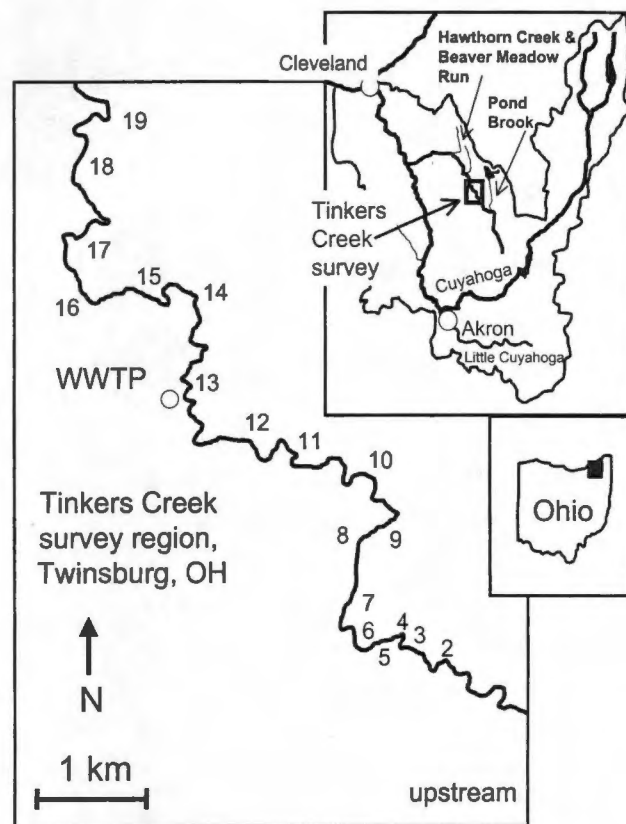 Hawthorn Creek &
Beaver Meadow
Run
Cleveland
Pond
Brook
Tinkers
Creek
survey
Cuyahoga
Akron
Little Cuyahoga
19
18
17
16
15
14
WWTP
13
12
11
10
9
8
7
6
5
4
3
2
Ohio
Tinkers Creek
survey region,
Twinsburg, OH
N
1 km
upstream